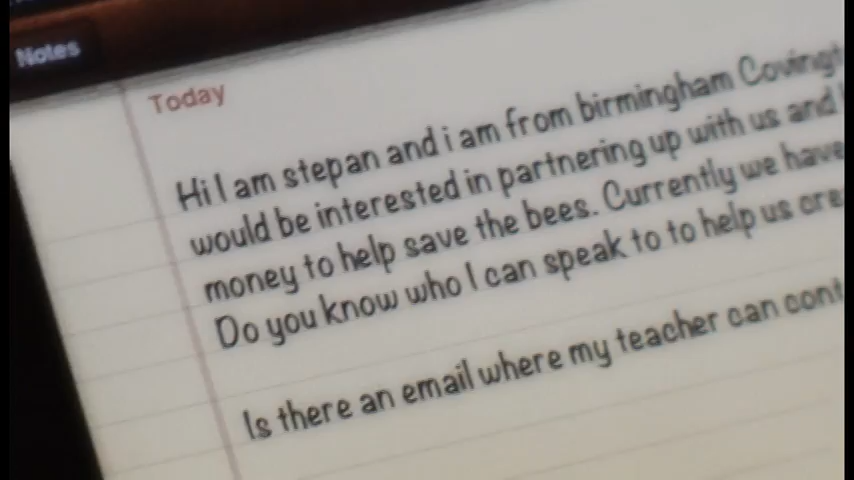 Notes
Today
Hi I am stepan and i am from birmingham
would be interested in partnering up with us and
money to help save the bees. Currently we have
Do you know who I can speak to to help us
Is there an email where my teacher can